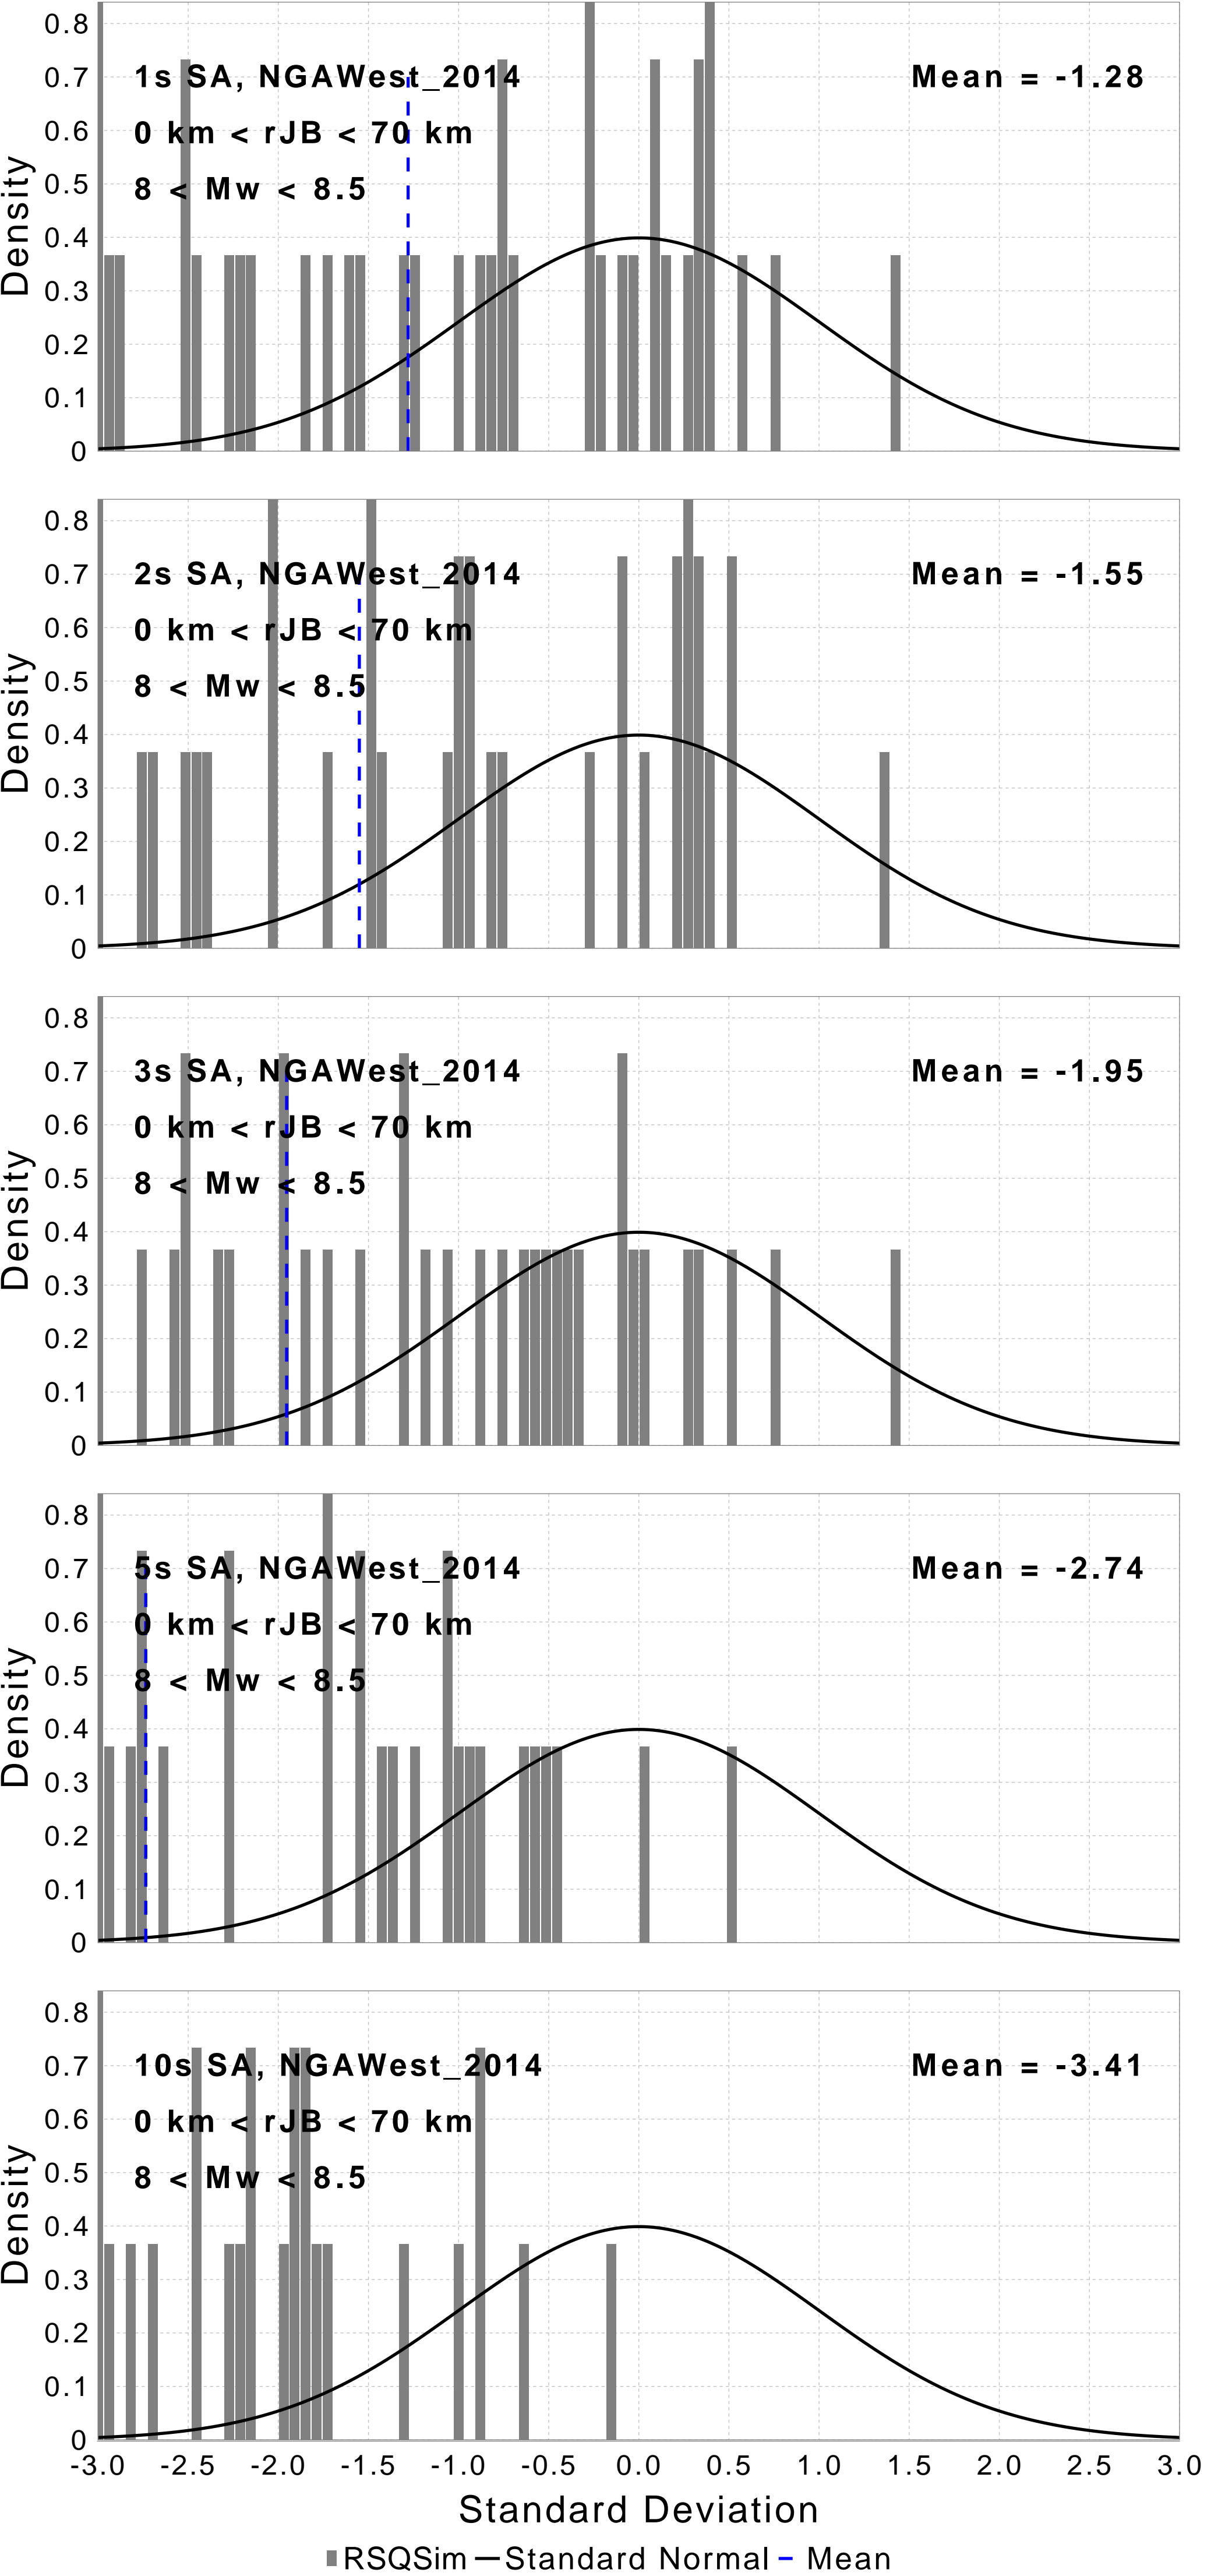 0.8
0.7
0.6
0.5
0.4
0.3
0.2
0.1
0
Density
1s SA, NGAWest_2014
Mean = -1.28
0 km < rJB < 70 km
8 < Mw < 8.5
0.8
0.7
0.6
0.5
0.4
0.3
0.2
0.1
0
Density
2s SA, NGAWest_2014
Mean = -1.55
0 km < rJB < 70 km
8 < Mw < 8.5
0.8
0.7
0.6
0.5
0.4
0.3
0.2
0.1
0
Density
3s SA, NGAWest_2014
Mean = -1.95
0 km < rJB < 70 km
8 < Mw < 8.5
0.8
0.7
0.6
0.5
0.4
0.3
0.2
0.1
0
Density
5s SA, NGAWest_2014
Mean = -2.74
0 km < rJB < 70 km
8 < Mw < 8.5
0.8
0.7
0.6
0.5
0.4
0.3
0.2
0.1
0
Density
10s SA, NGAWest_2014
Mean = -3.41
0 km < rJB < 70 km
8 < Mw < 8.5
-3.0 -2.5 -2.0 -1.5 -1.0 -0.5 0.0 0.5 1.0 1.5 2.0 2.5 3.0
Standard Deviation
RSQSim Standard Normal Mean